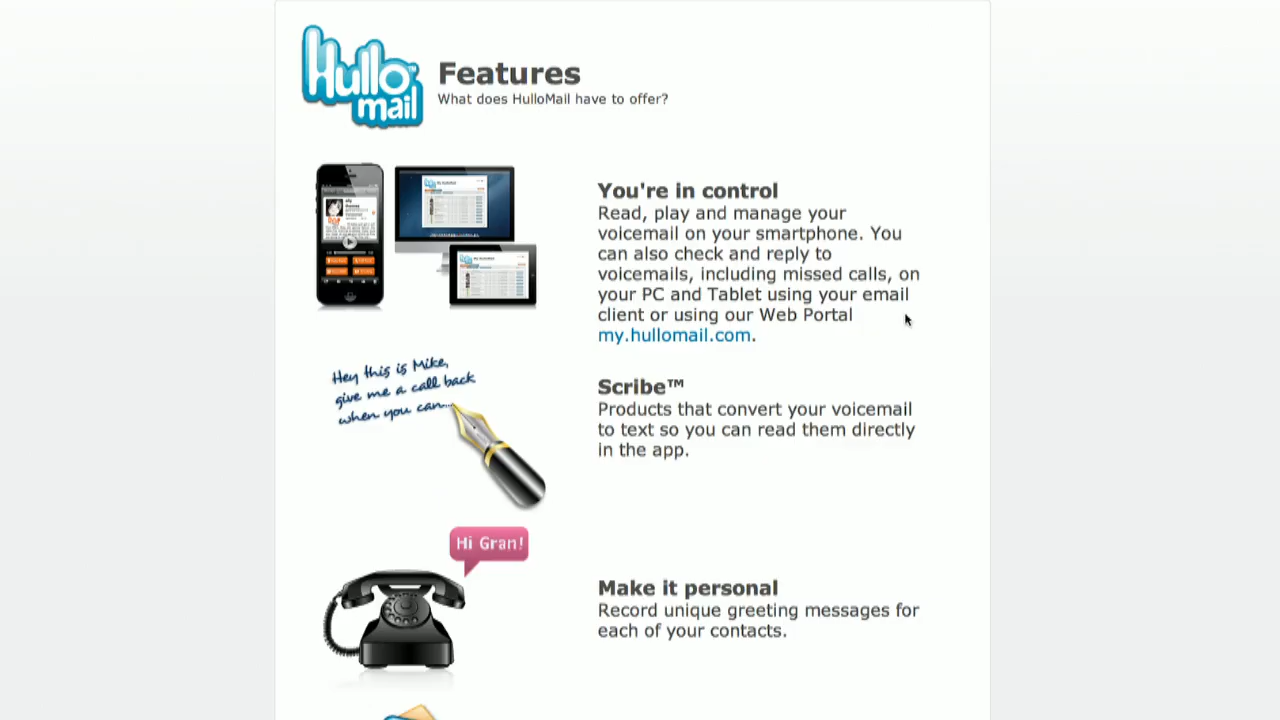 Hullo™
mail
Features
What does HulloMail have to offer?
You're in control
Read, play and manage your
voicemail on your smartphone. You
can also check and reply to
voicemails, including missed calls, on
your PC and Tablet using your email
client or using our Web Portal
my.hullomail.com.
Hey this is Mike,
give me a call back
when you can...
Scribe™
Products that convert your voicemail
to text so you can read them directly
in the app.
Hi Gran!
Make it personal
Record unique greeting messages for
each of your contacts.